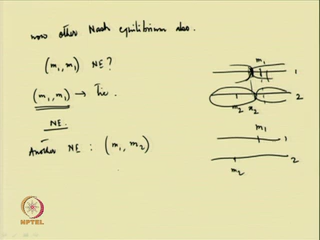 now other Nash equilibrium also.
(m₁, m₁) NE?
(m₁, m₁) → Tie.
NE.
Another NE : (m₁, m₂)
m₁
1
2
m₂ x₂
m₁
1
2
m₂
NPTEL